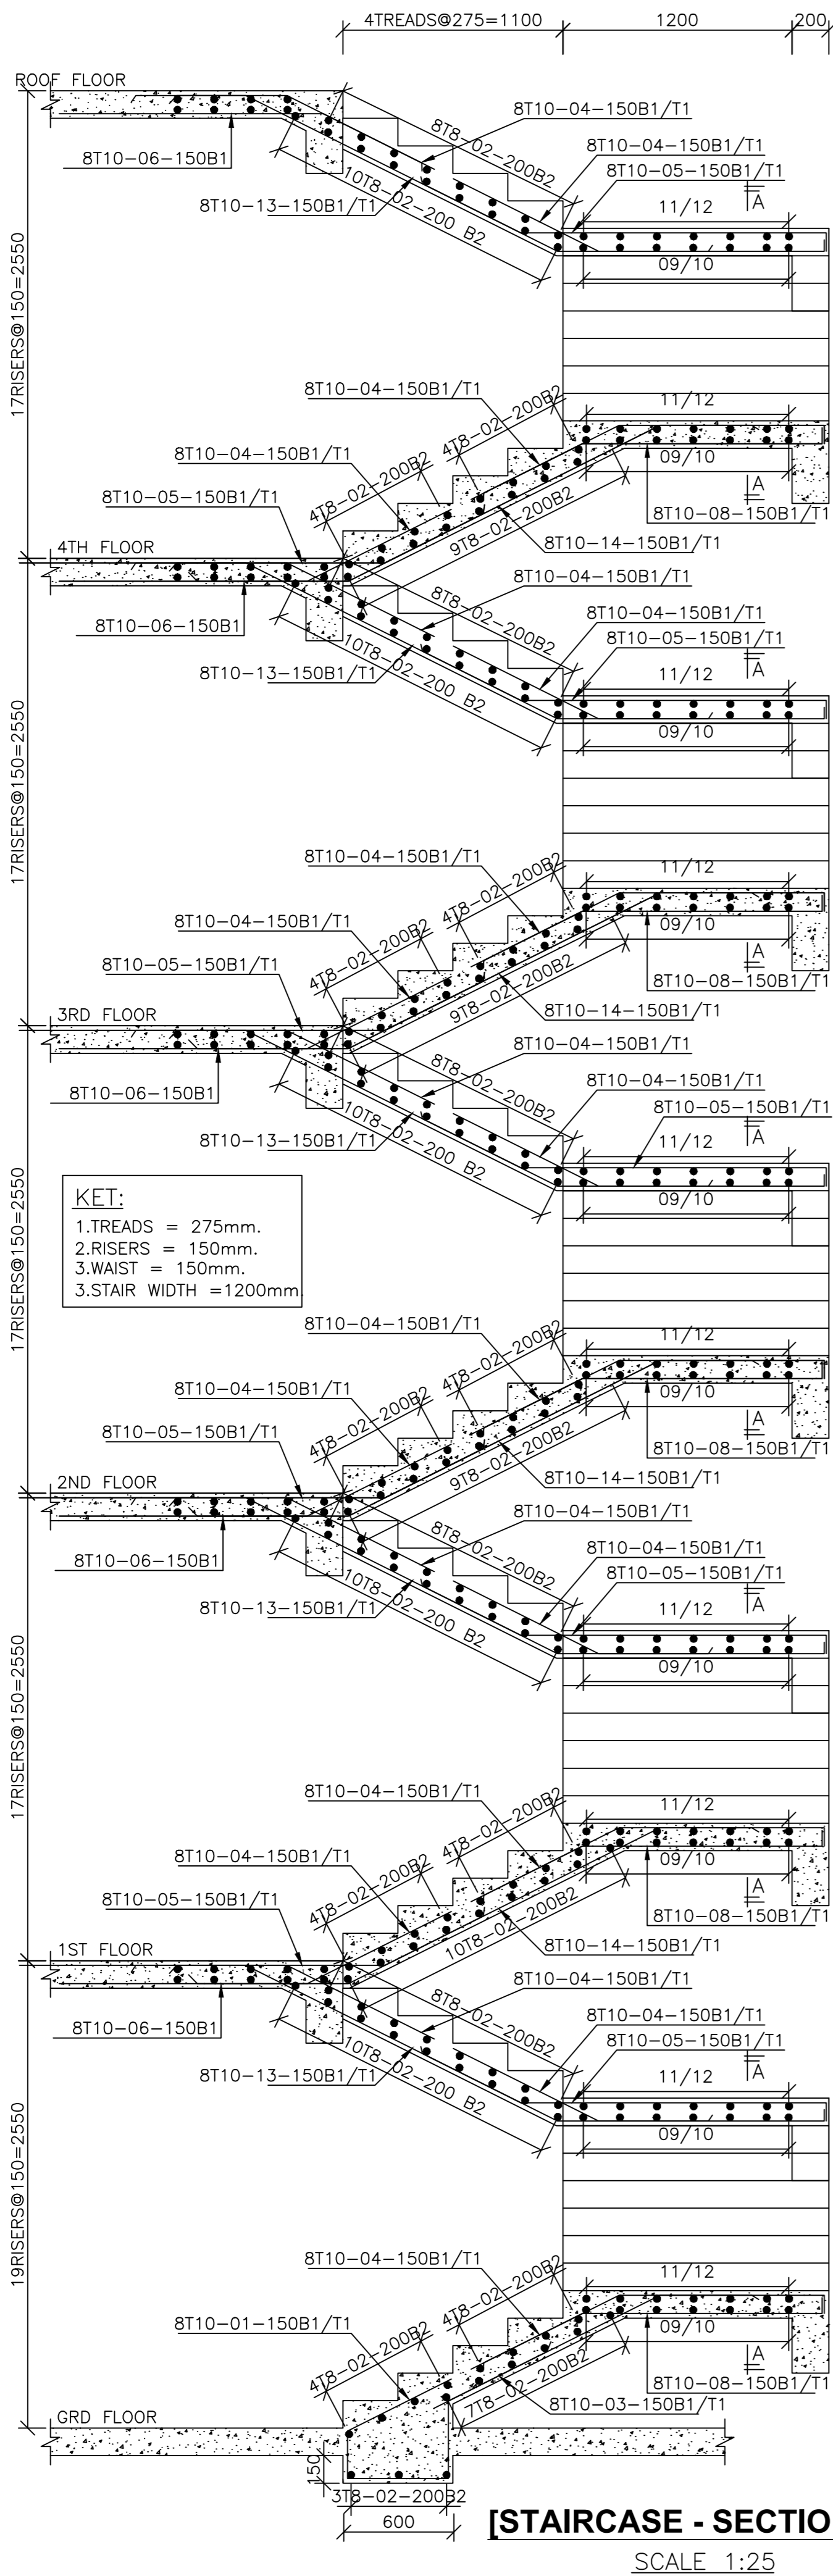 4TREADS@275=1100
1200
200
ROOF FLOOR
8T10-04-150B1/T1
8T8-02-200B2
8T10-04-150B1/T1
8T10-06-150B1
8T10-05-150B1/T1
10T8-02-200 B2
8T10-13-150B1/T1
11/12
A
09/10
17RISERS@150=2550
8T10-04-150B1/T1
4T8-02-200B2
11/12
8T10-04-150B1/T1
4T8-02-200B2
09/10
A
8T10-05-150B1/T1
9T8-02-200B2
8T10-08-150B1/T1
8T10-14-150B1/T1
4TH FLOOR
8T10-04-150B1/T1
8T8-02-200B2
8T10-04-150B1/T1
8T10-06-150B1
8T10-05-150B1/T1
10T8-02-200 B2
8T10-13-150B1/T1
11/12
A
09/10
17RISERS@150=2550
8T10-04-150B1/T1
4T8-02-200B2
11/12
8T10-04-150B1/T1
4T8-02-200B2
09/10
A
8T10-05-150B1/T1
9T8-02-200B2
8T10-08-150B1/T1
8T10-14-150B1/T1
3RD FLOOR
8T10-04-150B1/T1
8T8-02-200B2
8T10-04-150B1/T1
8T10-06-150B1
8T10-05-150B1/T1
10T8-02-200 B2
8T10-13-150B1/T1
11/12
A
09/10
17RISERS@150=2550
KET:
1.TREADS = 275mm.
2.RISERS = 150mm.
3.WAIST = 150mm.
3.STAIR WIDTH =1200mm.
8T10-04-150B1/T1
4T8-02-200B2
11/12
8T10-04-150B1/T1
4T8-02-200B2
09/10
A
8T10-05-150B1/T1
9T8-02-200B2
8T10-08-150B1/T1
8T10-14-150B1/T1
2ND FLOOR
8T10-04-150B1/T1
8T8-02-200B2
8T10-04-150B1/T1
8T10-06-150B1
8T10-05-150B1/T1
10T8-02-200 B2
8T10-13-150B1/T1
11/12
A
09/10
17RISERS@150=2550
8T10-04-150B1/T1
4T8-02-200B2
11/12
8T10-04-150B1/T1
4T8-02-200B2
09/10
A
8T10-05-150B1/T1
10T8-02-200B2
8T10-08-150B1/T1
8T10-14-150B1/T1
1ST FLOOR
8T10-04-150B1/T1
8T8-02-200B2
8T10-04-150B1/T1
8T10-06-150B1
8T10-05-150B1/T1
10T8-02-200 B2
8T10-13-150B1/T1
11/12
A
09/10
19RISERS@150=2550
8T10-04-150B1/T1
4T8-02-200B2
11/12
8T10-01-150B1/T1
4T8-02-200B2
09/10
A
7T8-02-200B2
8T10-08-150B1/T1
8T10-03-150B1/T1
GRD FLOOR
150
3T8-02-200B2
600
[STAIRCASE - SECTIO
SCALE 1:25